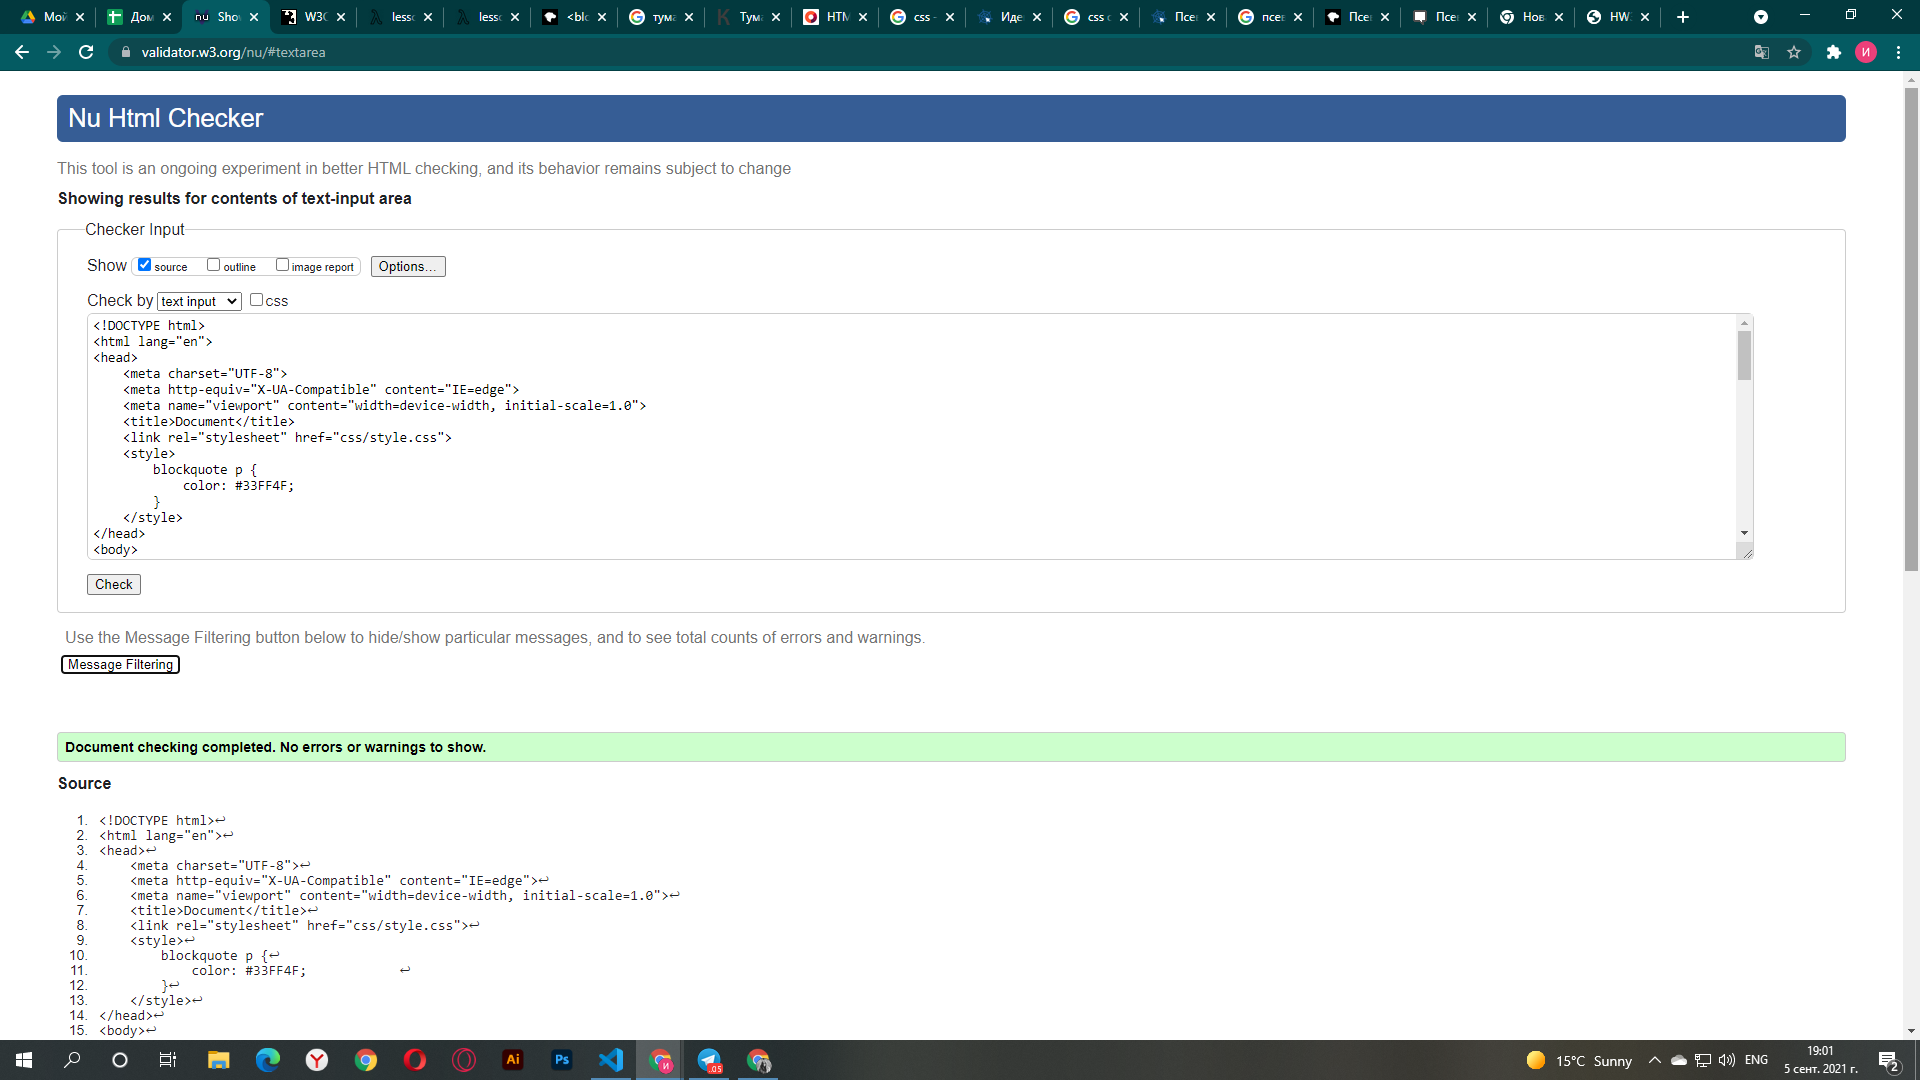 Мой
Дом
Sho
W3C
lesso
lesso
<blo
тума
Тума
HTM
css -
Иде
css c
Псе
псев
Псе
Псе
Нов
HW
validator.w3.org/nu/#textarea
И
Nu Html Checker
This tool is an ongoing experiment in better HTML checking, and its behavior remains subject to change
Showing results for contents of text-input area
Checker Input
Show source outline image report Options...
Check by text input css
<!DOCTYPE html>
<html lang="en">
<head>
    <meta charset="UTF-8">
    <meta http-equiv="X-UA-Compatible" content="IE=edge">
    <meta name="viewport" content="width=device-width, initial-scale=1.0">
    <title>Document</title>
    <link rel="stylesheet" href="css/style.css">
    <style>
        blockquote p {
            color: #33FF4F;
        }
    </style>
</head>
<body>
Check
Use the Message Filtering button below to hide/show particular messages, and to see total counts of errors and warnings.
Message Filtering
Document checking completed. No errors or warnings to show.
Source
1. <!DOCTYPE html>↩
2. <html lang="en">↩
3. <head>↩
4.     <meta charset="UTF-8">↩
5.     <meta http-equiv="X-UA-Compatible" content="IE=edge">↩
6.     <meta name="viewport" content="width=device-width, initial-scale=1.0">↩
7.     <title>Document</title>↩
8.     <link rel="stylesheet" href="css/style.css">↩
9.     <style>↩
10.         blockquote p {↩
11.             color: #33FF4F;            ↩
12.         }↩
13.     </style>↩
14. </head>↩
15. <body>↩
15°C Sunny
ENG
19:01
5 сент. 2021 г.
2